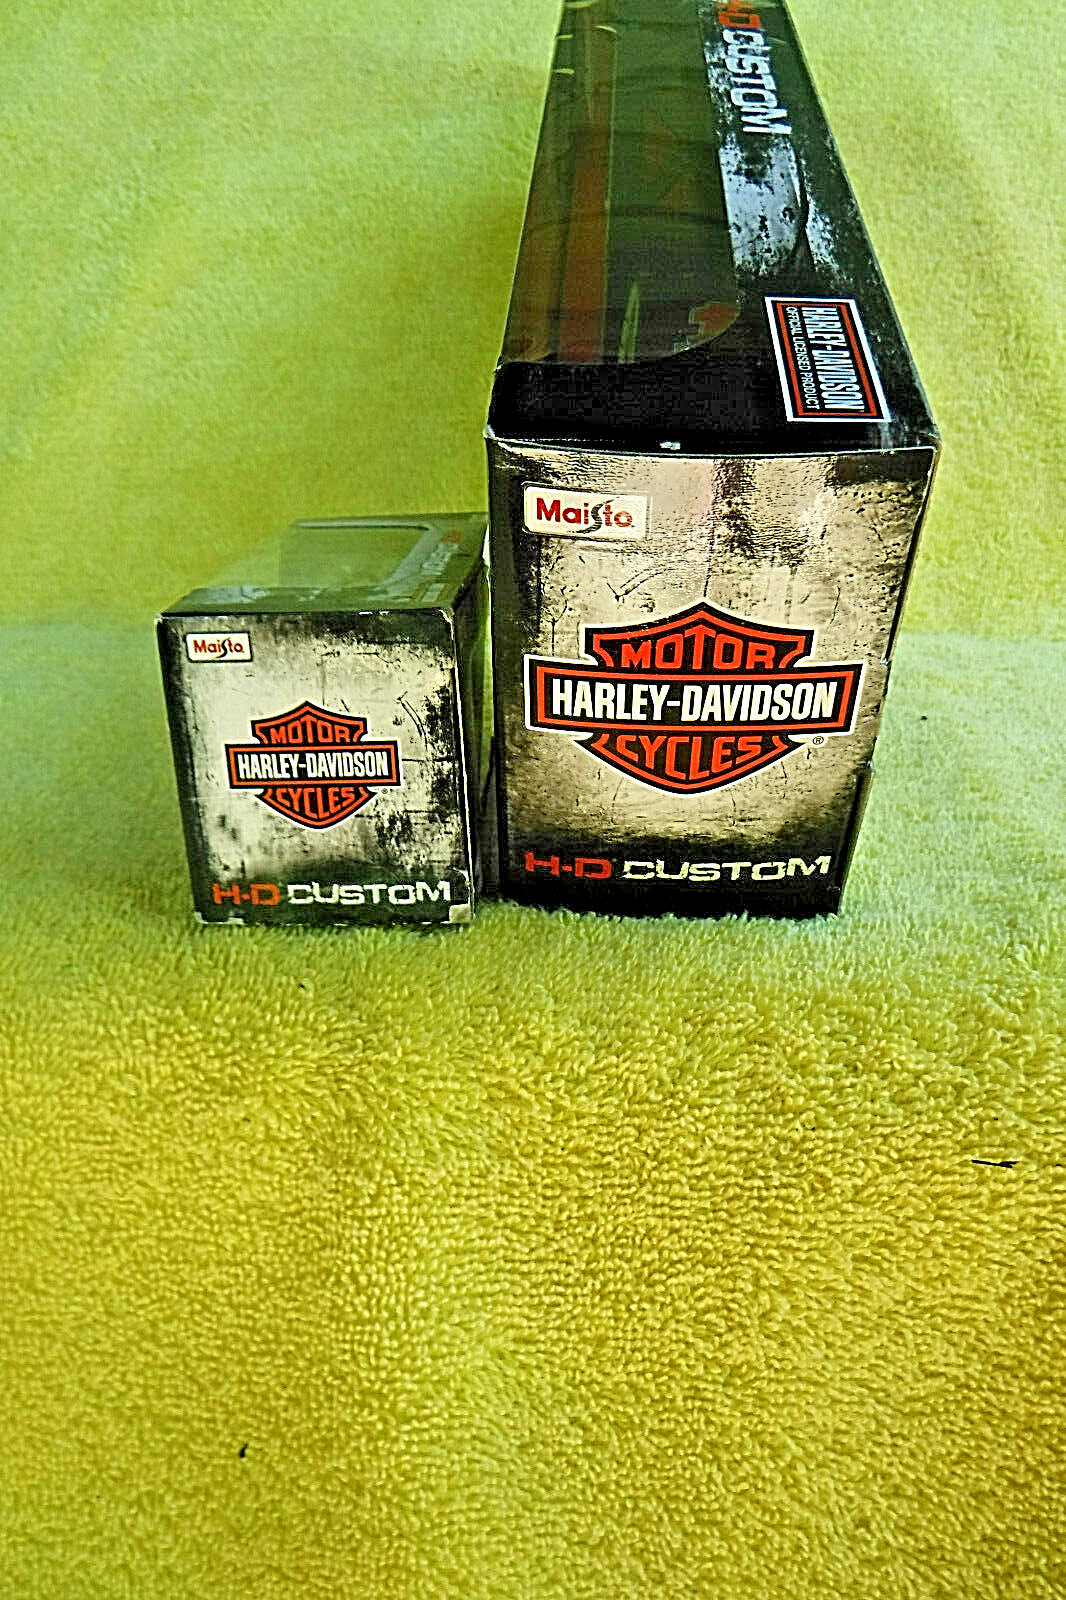 H-D CUSTOM
HARLEY-DAVIDSON
OFFICIAL LICENSED PRODUCT
Maisto
MOTOR
HARLEY-DAVIDSON
CYCLES
®
H-D CUSTOM
Maisto
MOTOR
HARLEY-DAVIDSON
CYCLES
®
H-D CUSTOM